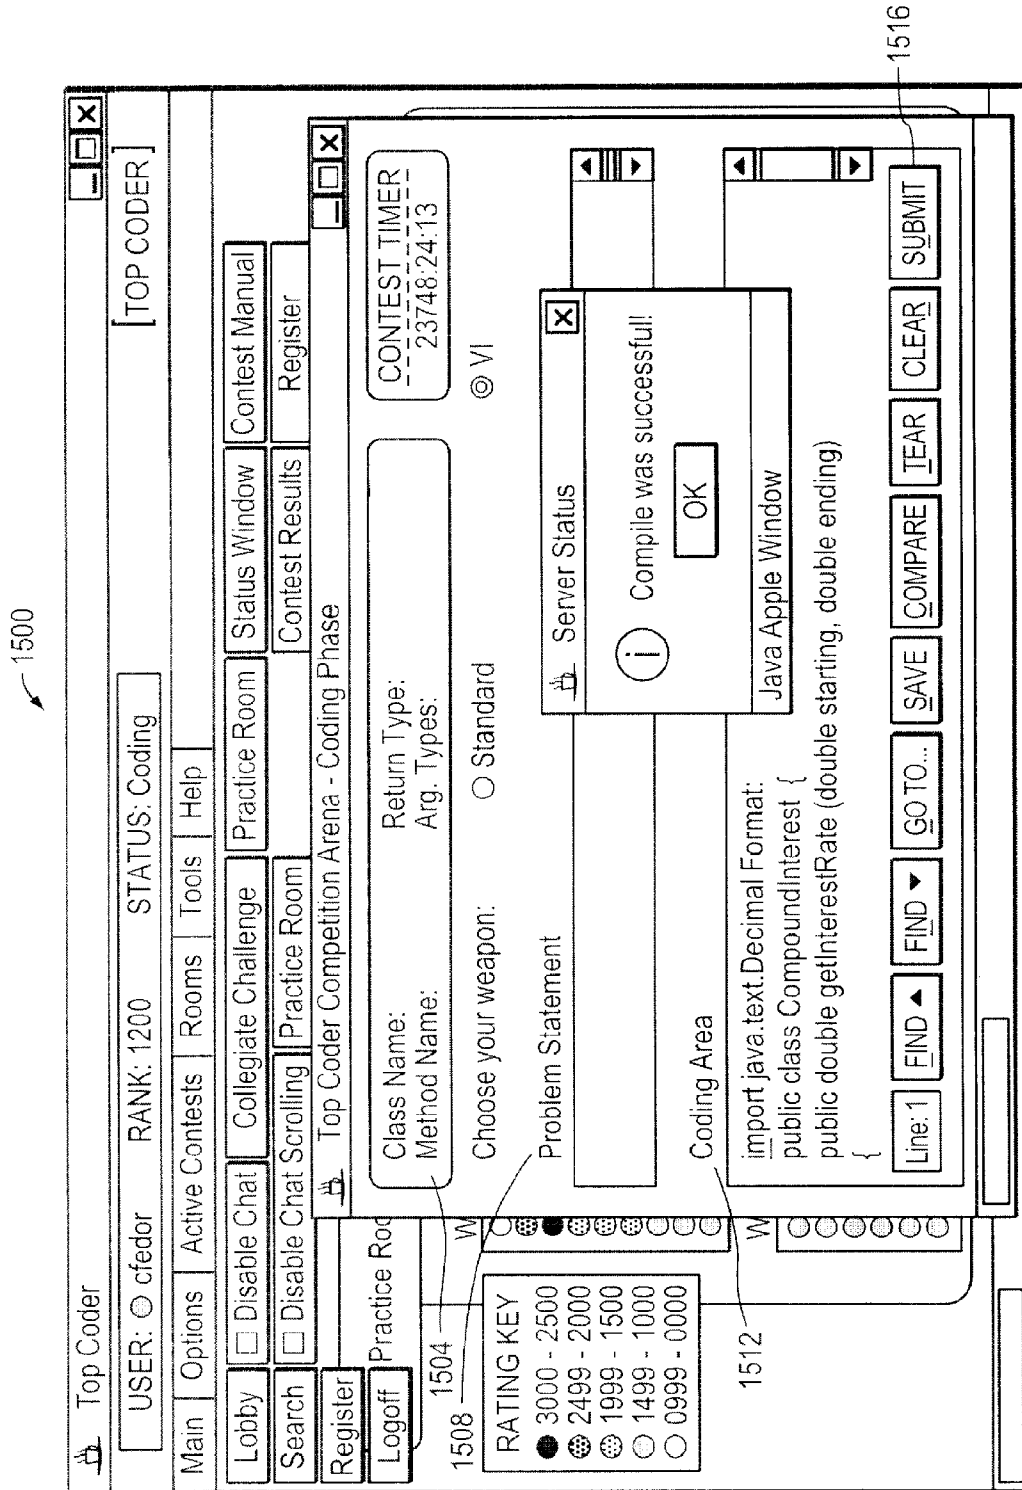 1500
Top Coder
[TOP CODER]
USER: cfedor RANK: 1200 STATUS: Coding
Main Options Active Contests Rooms Tools Help
Lobby Disable Chat Collegiate Challenge Practice Room Status Window Contest Manual
Search Disable Chat Scrolling Practice Room Contest Results Register
Register
Logoff Practice Roo
Top Coder Competition Arena - Coding Phase
Class Name: Return Type:
Method Name: Arg. Types:
CONTEST TIMER
23748:24:13
1504
Choose your weapon: Standard VI
1508
Problem Statement
W
RATING KEY
3000 - 2500
2499 - 2000
1999 - 1500
1499 - 1000
0999 - 0000
Server Status
Compile was successful!
OK
Java Apple Window
1512
Coding Area
W
import java.text.Decimal Format:
public class CompoundInterest {
public double getInterestRate (double starting, double ending)
{
Line: 1 FIND FIND GO TO... SAVE COMPARE TEAR CLEAR SUBMIT
1516